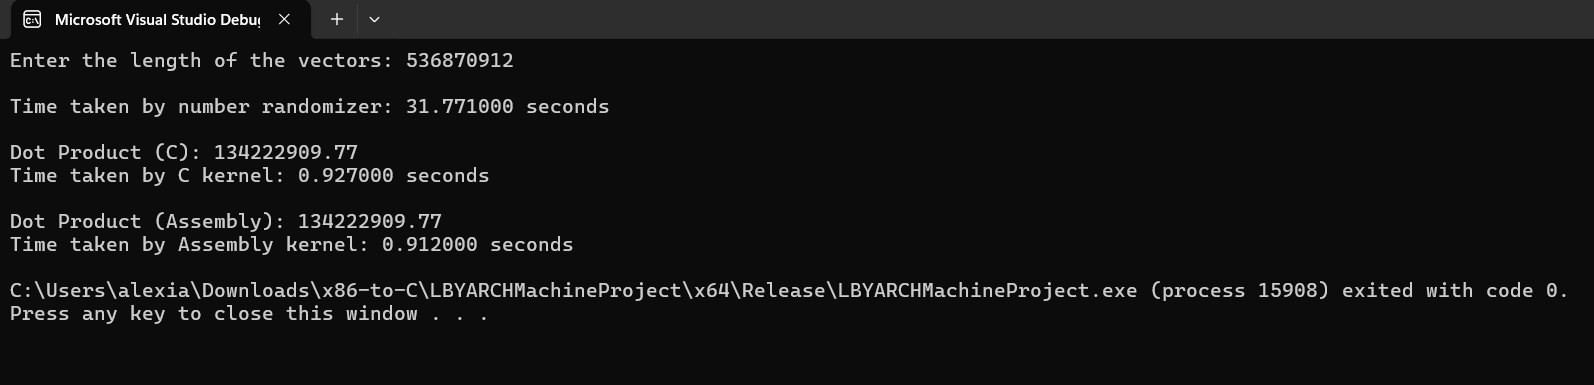 Microsoft Visual Studio Debug
Enter the length of the vectors: 536870912
Time taken by number randomizer: 31.771000 seconds
Dot Product (C): 134222909.77
Time taken by C kernel: 0.927000 seconds
Dot Product (Assembly): 134222909.77
Time taken by Assembly kernel: 0.912000 seconds
C:\Users\alexia\Downloads\x86-to-C\LBYARCHMachineProject\x64\Release\LBYARCHMachineProject.exe (process 15908) exited with code 0.
Press any key to close this window . . .